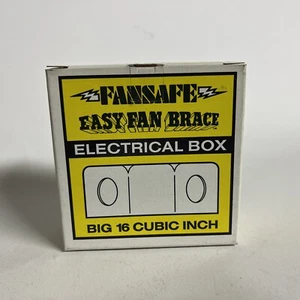 FANSAFE
EASY FAN BRACE
ELECTRICAL BOX
BIG 16 CUBIC INCH